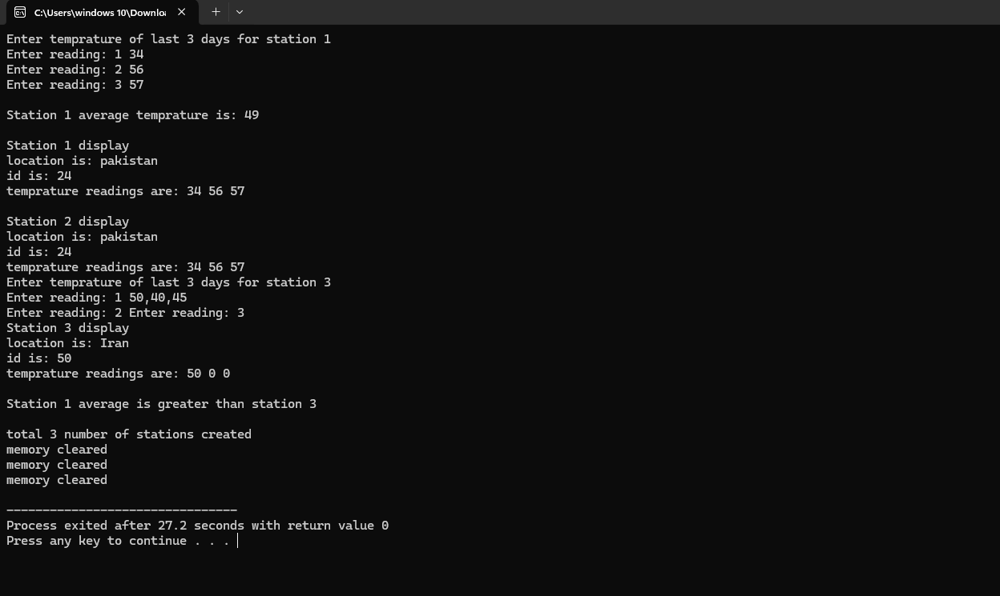 C:\Users\windows 10\Downloa
Enter temprature of last 3 days for station 1
Enter reading: 1 34
Enter reading: 2 56
Enter reading: 3 57
Station 1 average temprature is: 49
Station 1 display
location is: pakistan
id is: 24
temprature readings are: 34 56 57
Station 2 display
location is: pakistan
id is: 24
temprature readings are: 34 56 57
Enter temprature of last 3 days for station 3
Enter reading: 1 50,40,45
Enter reading: 2 Enter reading: 3
Station 3 display
location is: Iran
id is: 50
temprature readings are: 50 0 0
Station 1 average is greater than station 3
total 3 number of stations created
memory cleared
memory cleared
memory cleared
--------------------------------
Process exited after 27.2 seconds with return value 0
Press any key to continue . . .